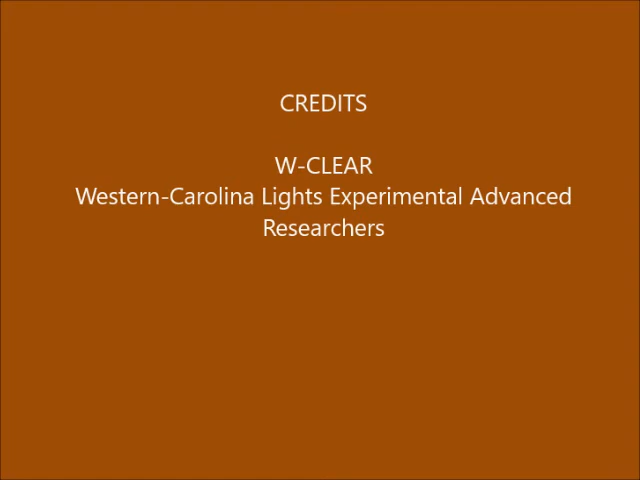 CREDITS
W-CLEAR
Western-Carolina Lights Experimental Advanced
Researchers